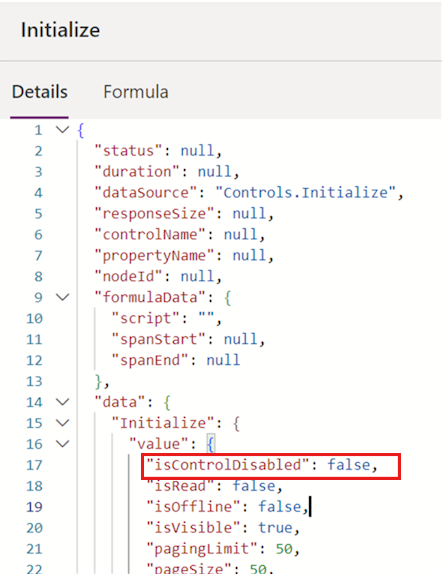 Initialize
Details Formula
1 {
2 "status": null,
3 "duration": null,
4 "dataSource": "Controls.Initialize",
5 "responseSize": null,
6 "controlName": null,
7 "propertyName": null,
8 "nodeId": null,
9 "formulaData": {
10 "script": "",
11 "spanStart": null,
12 "spanEnd": null
13 },
14 "data": {
15 "Initialize": {
16 "value": {
17 "isControlDisabled": false,
18 "isRead": false,
19 "isOffline": false,
20 "isVisible": true,
21 "pagingLimit": 50,
22 "pageSize": 50,